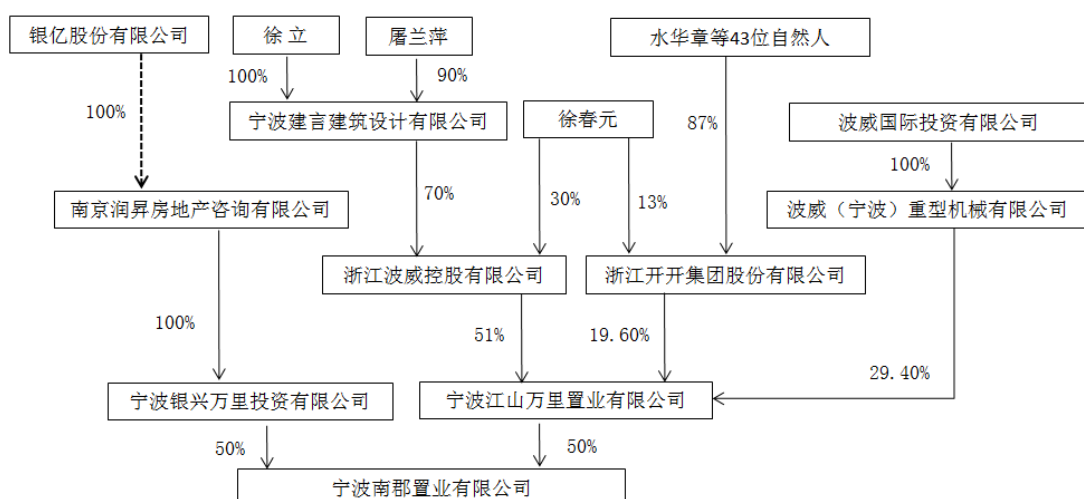 银亿股份有限公司
徐 立
屠兰萍
水华章等43位自然人
100%
90%
100%
宁波建言建筑设计有限公司
徐春元
87%
波威国际投资有限公司
100%
南京润昇房地产咨询有限公司
70%
30%
13%
波威（宁波）重型机械有限公司
浙江波威控股有限公司
浙江开开集团股份有限公司
100%
51%
19.60%
29.40%
宁波银兴万里投资有限公司
宁波江山万里置业有限公司
50%
50%
宁波南郡置业有限公司